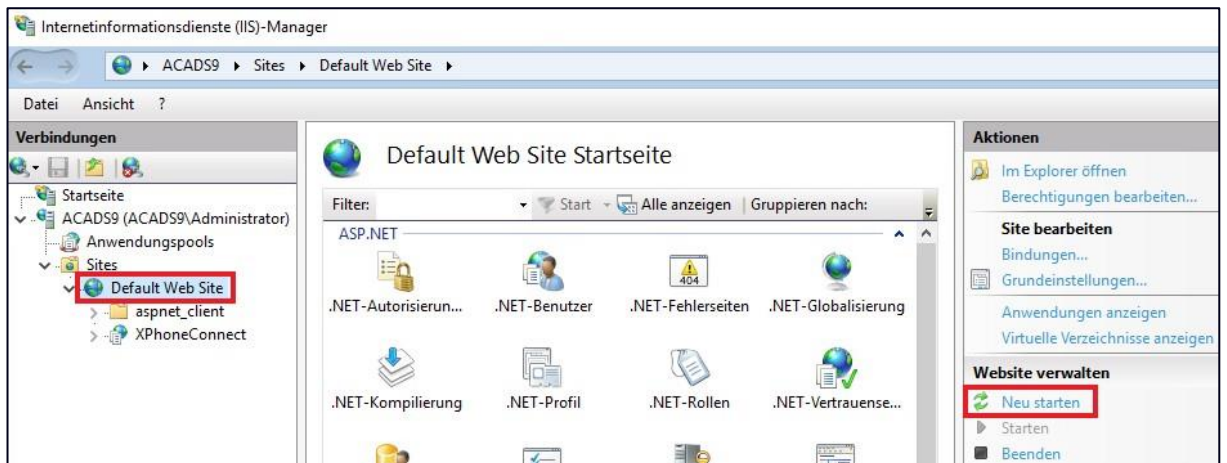 Internetinformationsdienste (IIS)-Manager
ACADS9 Sites Default Web Site
Datei Ansicht ?
Verbindungen
Startseite
ACADS9 (ACADS9\Administrator)
Anwendungspools
Sites
Default Web Site
aspnet_client
XPhoneConnect
Default Web Site Startseite
Filter: Start Alle anzeigen Gruppieren nach:
ASP.NET
.NET-Autorisierun... .NET-Benutzer .NET-Fehlerseiten .NET-Globalisierung
404
.NET-Kompilierung .NET-Profil .NET-Rollen .NET-Vertrauense...
Aktionen
Im Explorer öffnen
Berechtigungen bearbeiten...
Site bearbeiten
Bindungen...
Grundeinstellungen...
Anwendungen anzeigen
Virtuelle Verzeichnisse anzeigen
Website verwalten
Neu starten
Starten
Beenden